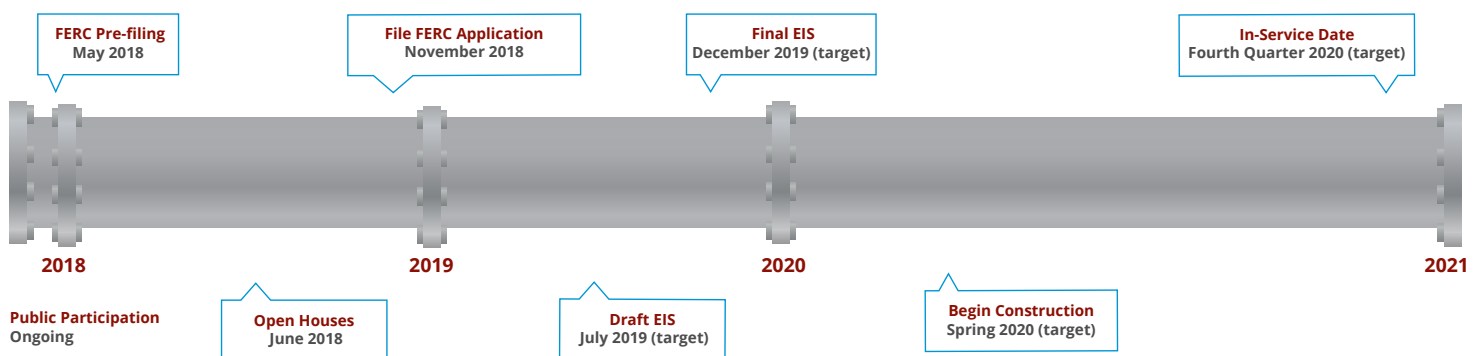 FERC Pre-filing
May 2018
File FERC Application
November 2018
Final EIS
December 2019 (target)
In-Service Date
Fourth Quarter 2020 (target)
2018
2019
2020
2021
Public Participation
Ongoing
Open Houses
June 2018
Draft EIS
July 2019 (target)
Begin Construction
Spring 2020 (target)